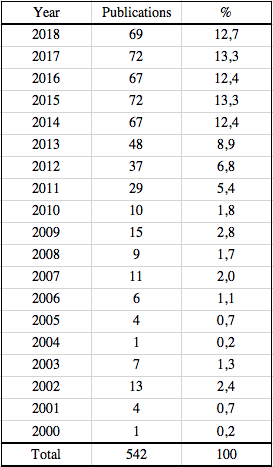 Year Publications %
2018 69 12,7
2017 72 13,3
2016 67 12,4
2015 72 13,3
2014 67 12,4
2013 48 8,9
2012 37 6,8
2011 29 5,4
2010 10 1,8
2009 15 2,8
2008 9 1,7
2007 11 2,0
2006 6 1,1
2005 4 0,7
2004 1 0,2
2003 7 1,3
2002 13 2,4
2001 4 0,7
2000 1 0,2
Total 542 100